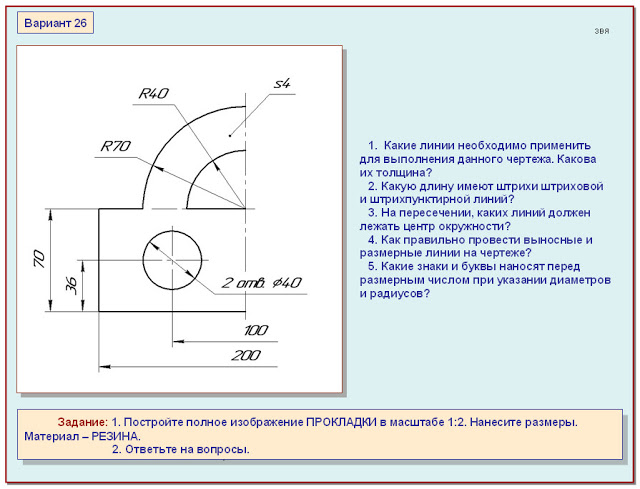 Вариант 26
звя
s4
R40
R70
70
36
2 отв. ⌀40
100
200
1. Какие линии необходимо применить
для выполнения данного чертежа. Какова
их толщина?
2. Какую длину имеют штрихи штриховой
и штрихпунктирной линий?
3. На пересечении, каких линий должен
лежать центр окружности?
4. Как правильно провести выносные и
размерные линии на чертеже?
5. Какие знаки и буквы наносят перед
размерным числом при указании диаметров
и радиусов?
Задание: 1. Постройте полное изображение ПРОКЛАДКИ в масштабе 1:2. Нанесите размеры.
Материал – РЕЗИНА.
2. Ответьте на вопросы.